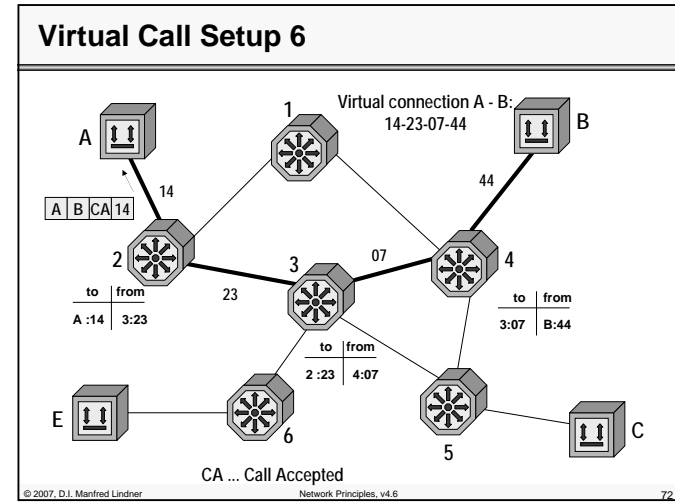 Virtual Call Setup 6
Virtual connection A - B:
14-23-07-44
1
A
B
14
44
A B CA 14
2
3
07
4
23
to from
A :14 3:23
to from
3:07 B:44
to from
2 :23 4:07
E
6
5
C
CA ... Call Accepted
© 2007, D.I. Manfred Lindner
Network Principles, v4.6
72